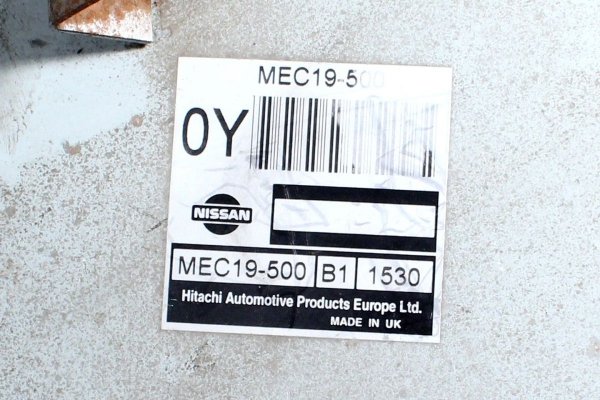 MEC19-500
0Y
NISSAN
MEC19-500 B1 1530
Hitachi Automotive Products Europe Ltd.
MADE IN UK